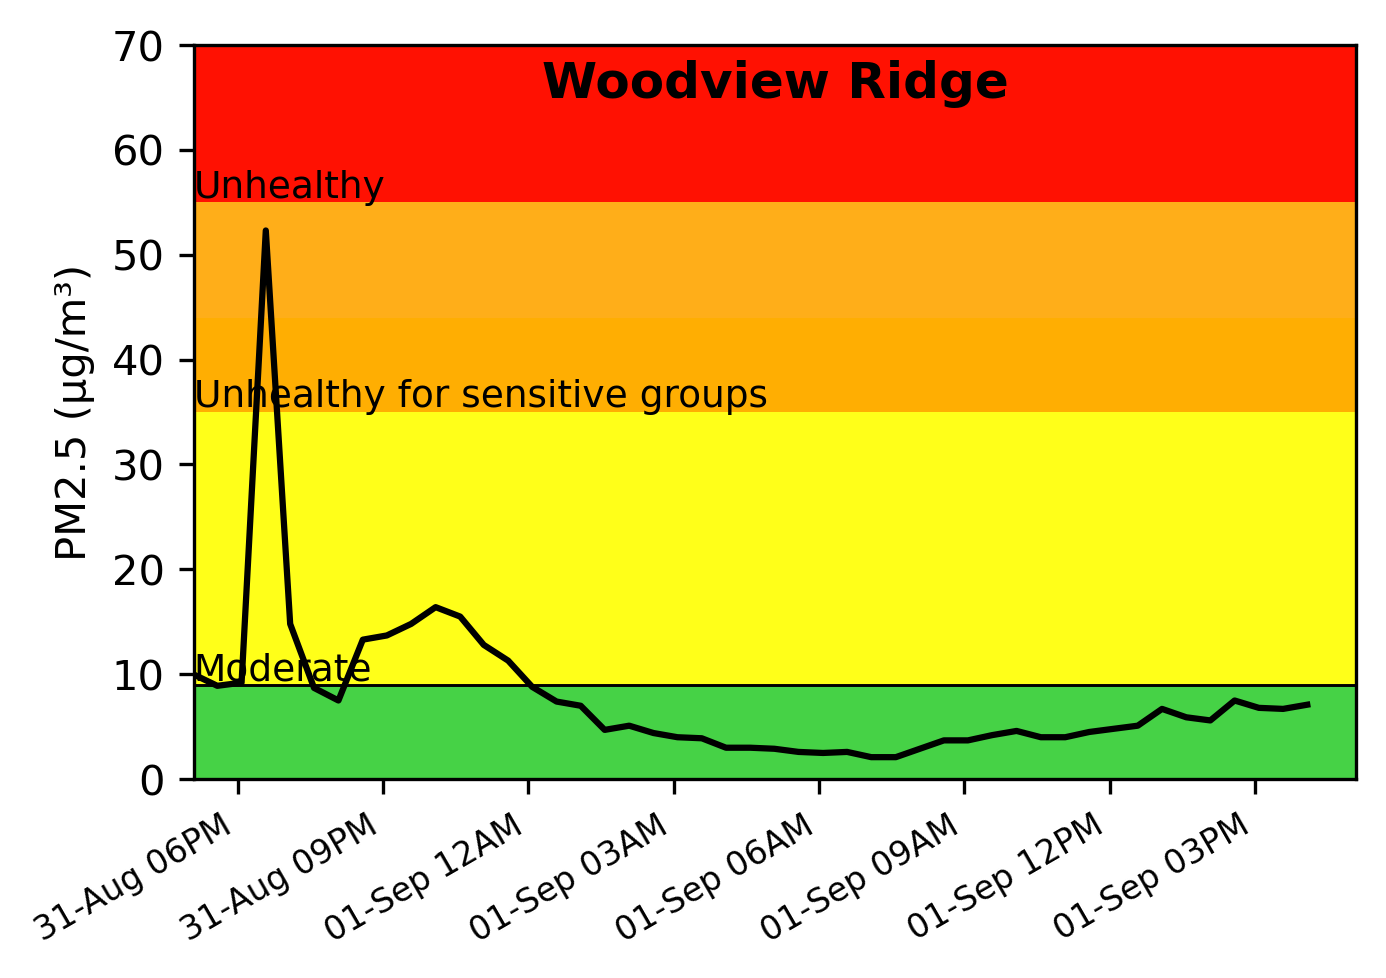 Woodview Ridge
PM2.5 (µg/m³)
70
60
50
40
30
20
10
0
Unhealthy
Unhealthy for sensitive groups
Moderate
31-Aug 06PM
31-Aug 09PM
01-Sep 12AM
01-Sep 03AM
01-Sep 06AM
01-Sep 09AM
01-Sep 12PM
01-Sep 03PM